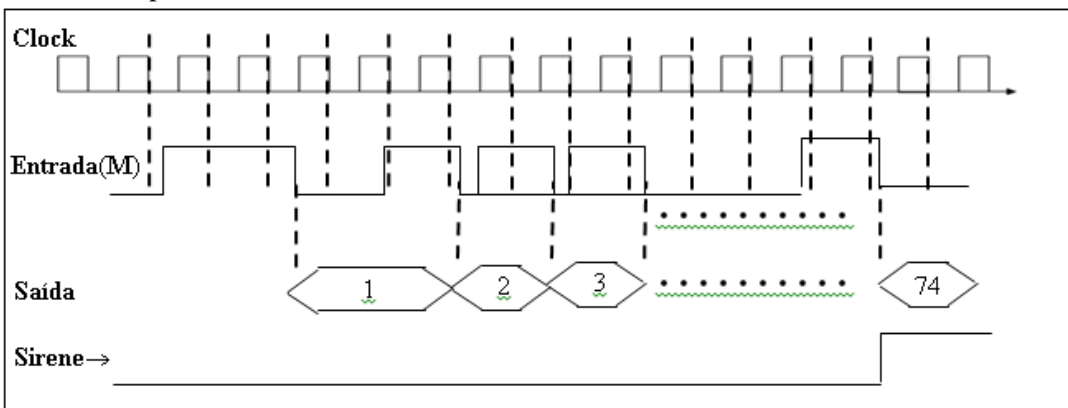 Clock
Entrada(M)
Saída
1
2
3
74
Sirene→